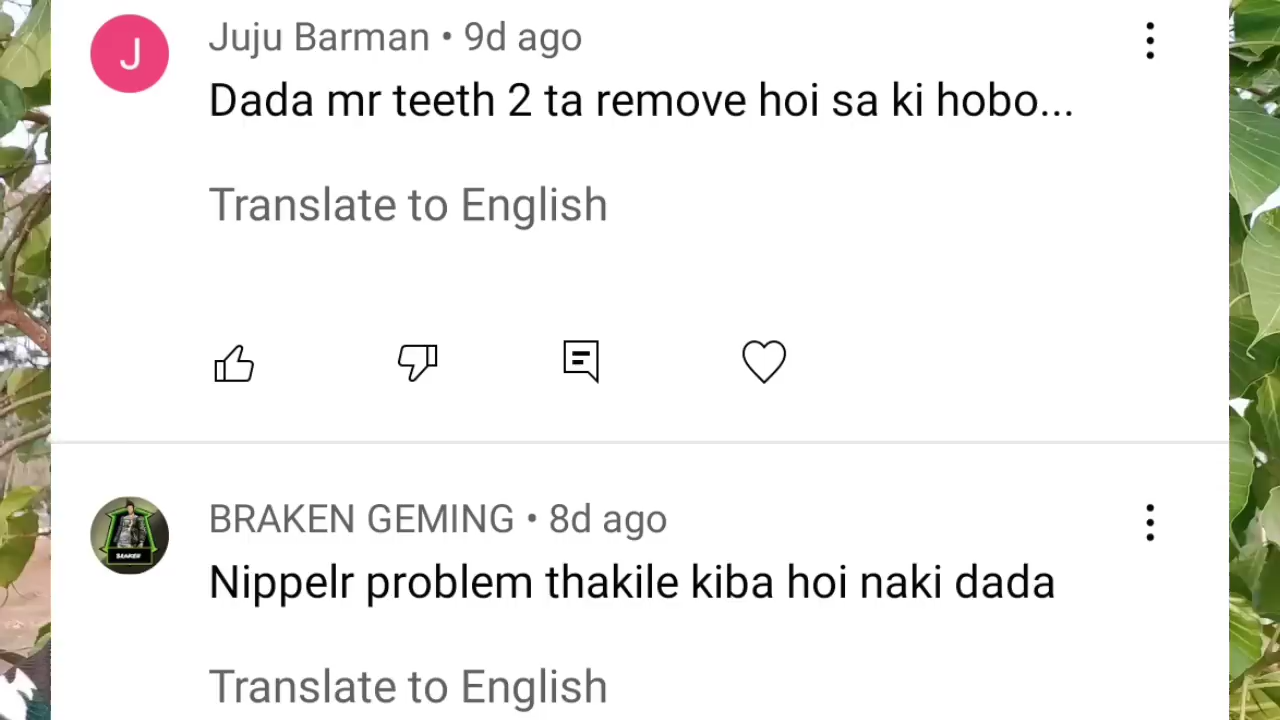 J
Juju Barman • 9d ago
Dada mr teeth 2 ta remove hoi sa ki hobo...
Translate to English
BRAKEN GEMING • 8d ago
BRAKEN
Nippelr problem thakile kiba hoi naki dada
Translate to English